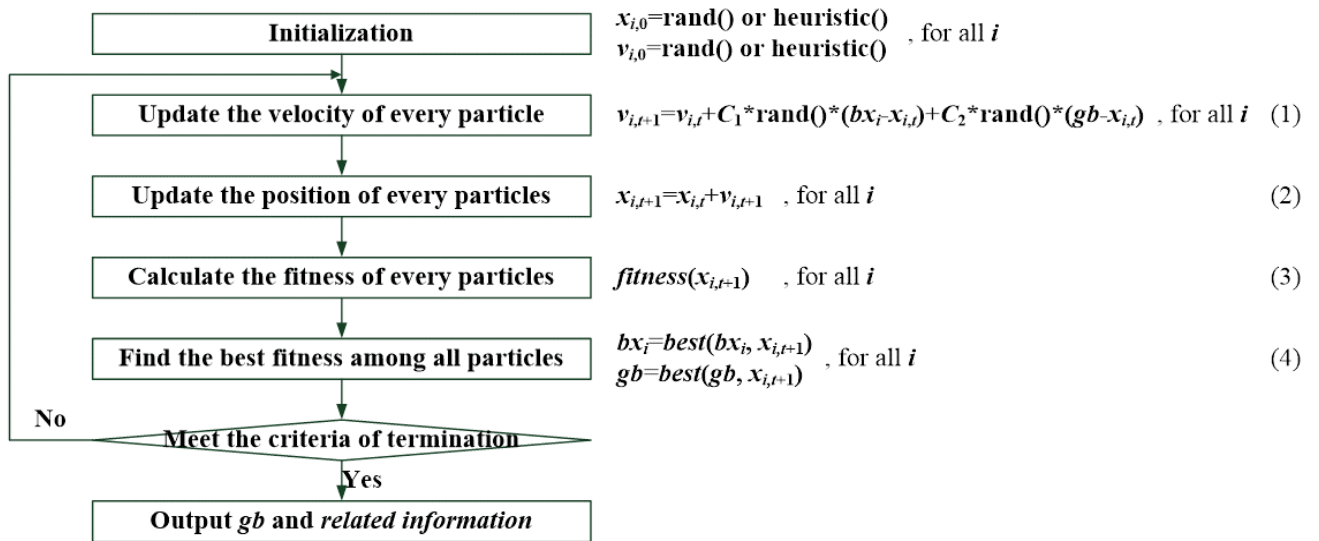 Initialization
x_{i,0}=rand() or heuristic()
v_{i,0}=rand() or heuristic() , for all i
Update the velocity of every particle
v_{i,t+1}=v_{i,t}+C_1*rand()*(bx_i-x_{i,t})+C_2*rand()*(gb-x_{i,t}) , for all i (1)
Update the position of every particles
x_{i,t+1}=x_{i,t}+v_{i,t+1} , for all i (2)
Calculate the fitness of every particles
fitness(x_{i,t+1}) , for all i (3)
Find the best fitness among all particles
bx_i=best(bx_i, x_{i,t+1})
gb=best(gb, x_{i,t+1}) , for all i (4)
No
Meet the criteria of termination
Yes
Output gb and related information